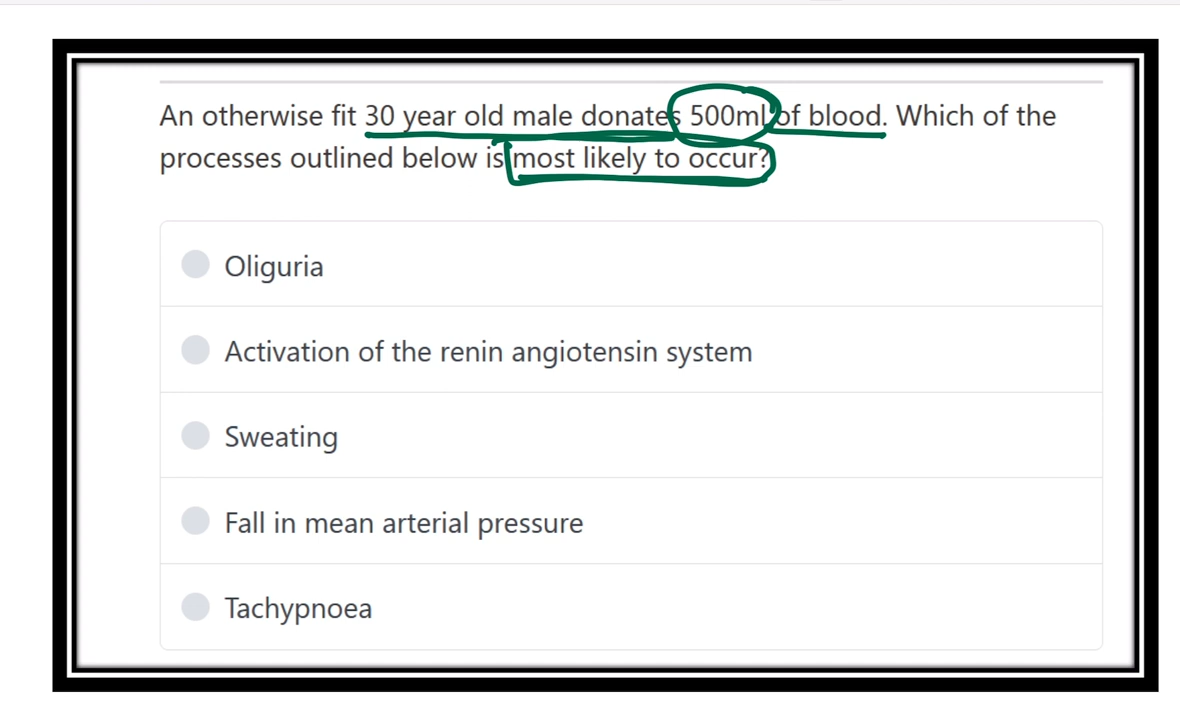 An otherwise fit 30 year old male donates 500ml of blood. Which of the
processes outlined below is most likely to occur?
Oliguria
Activation of the renin angiotensin system
Sweating
Fall in mean arterial pressure
Tachypnoea